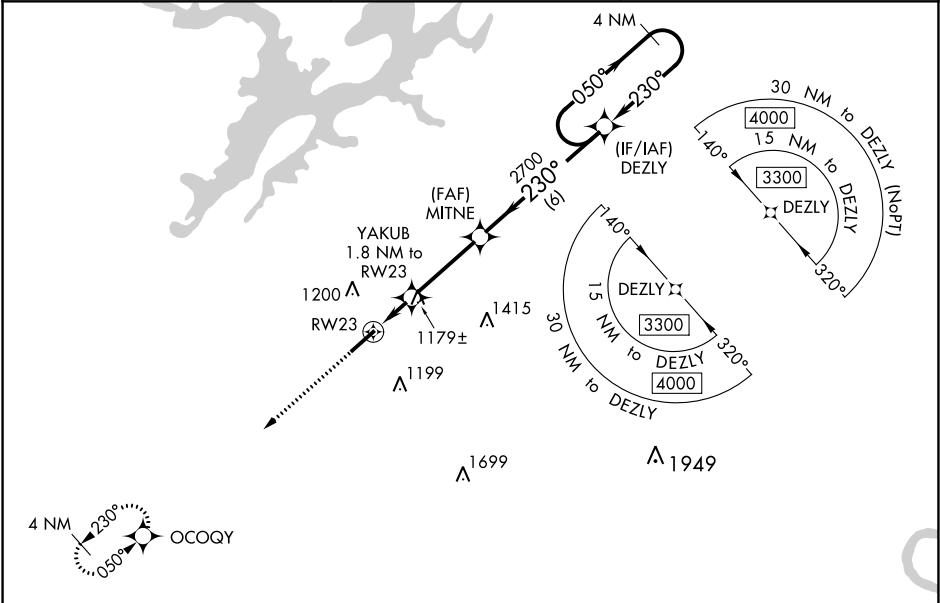 4 NM
050°
230°
(IF/IAF)
DEZLY
2700
230°
(6)
(FAF)
MITNE
YAKUB
1.8 NM to
RW23
1200
RW23
1179±
1415
1199
1699
1949
30 NM to DEZLY (NoPT)
4000
140°
15 NM to DEZLY
3300
DEZLY
320°
140°
DEZLY
15 NM to DEZLY
3300
320°
30 NM to DEZLY
4000
4 NM
230°
050°
OCOQY